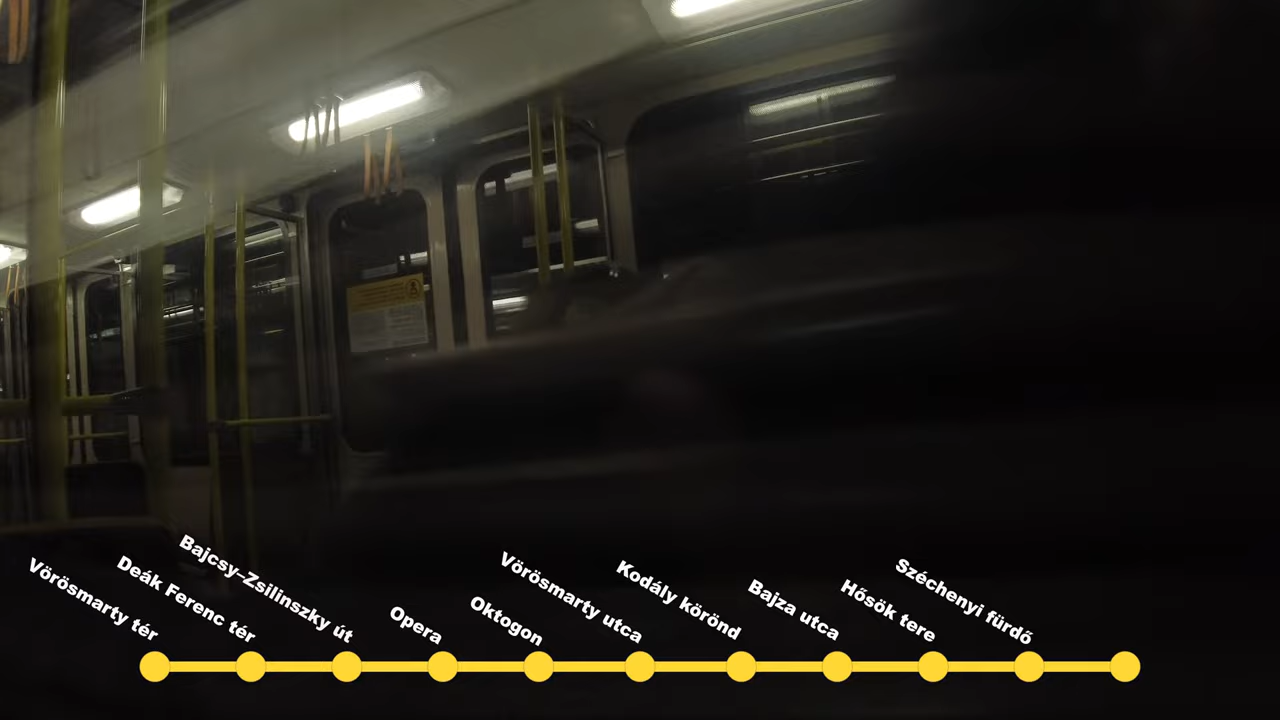 Vörösmarty tér
Deák Ferenc tér
Bajcsy-Zsilinszky út
Opera
Oktogon
Vörösmarty utca
Kodály körönd
Bajza utca
Hősök tere
Széchenyi fürdő